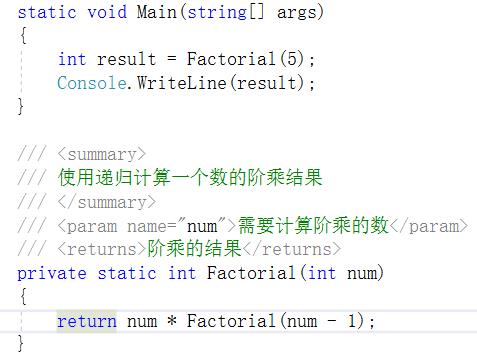 static void Main(string[] args)
{
int result = Factorial(5);
Console.WriteLine(result);
}
/// <summary>
/// 使用递归计算一个数的阶乘结果
/// </summary>
/// <param name="num">需要计算阶乘的数</param>
/// <returns>阶乘的结果</returns>
private static int Factorial(int num)
{
return num * Factorial(num - 1);
}